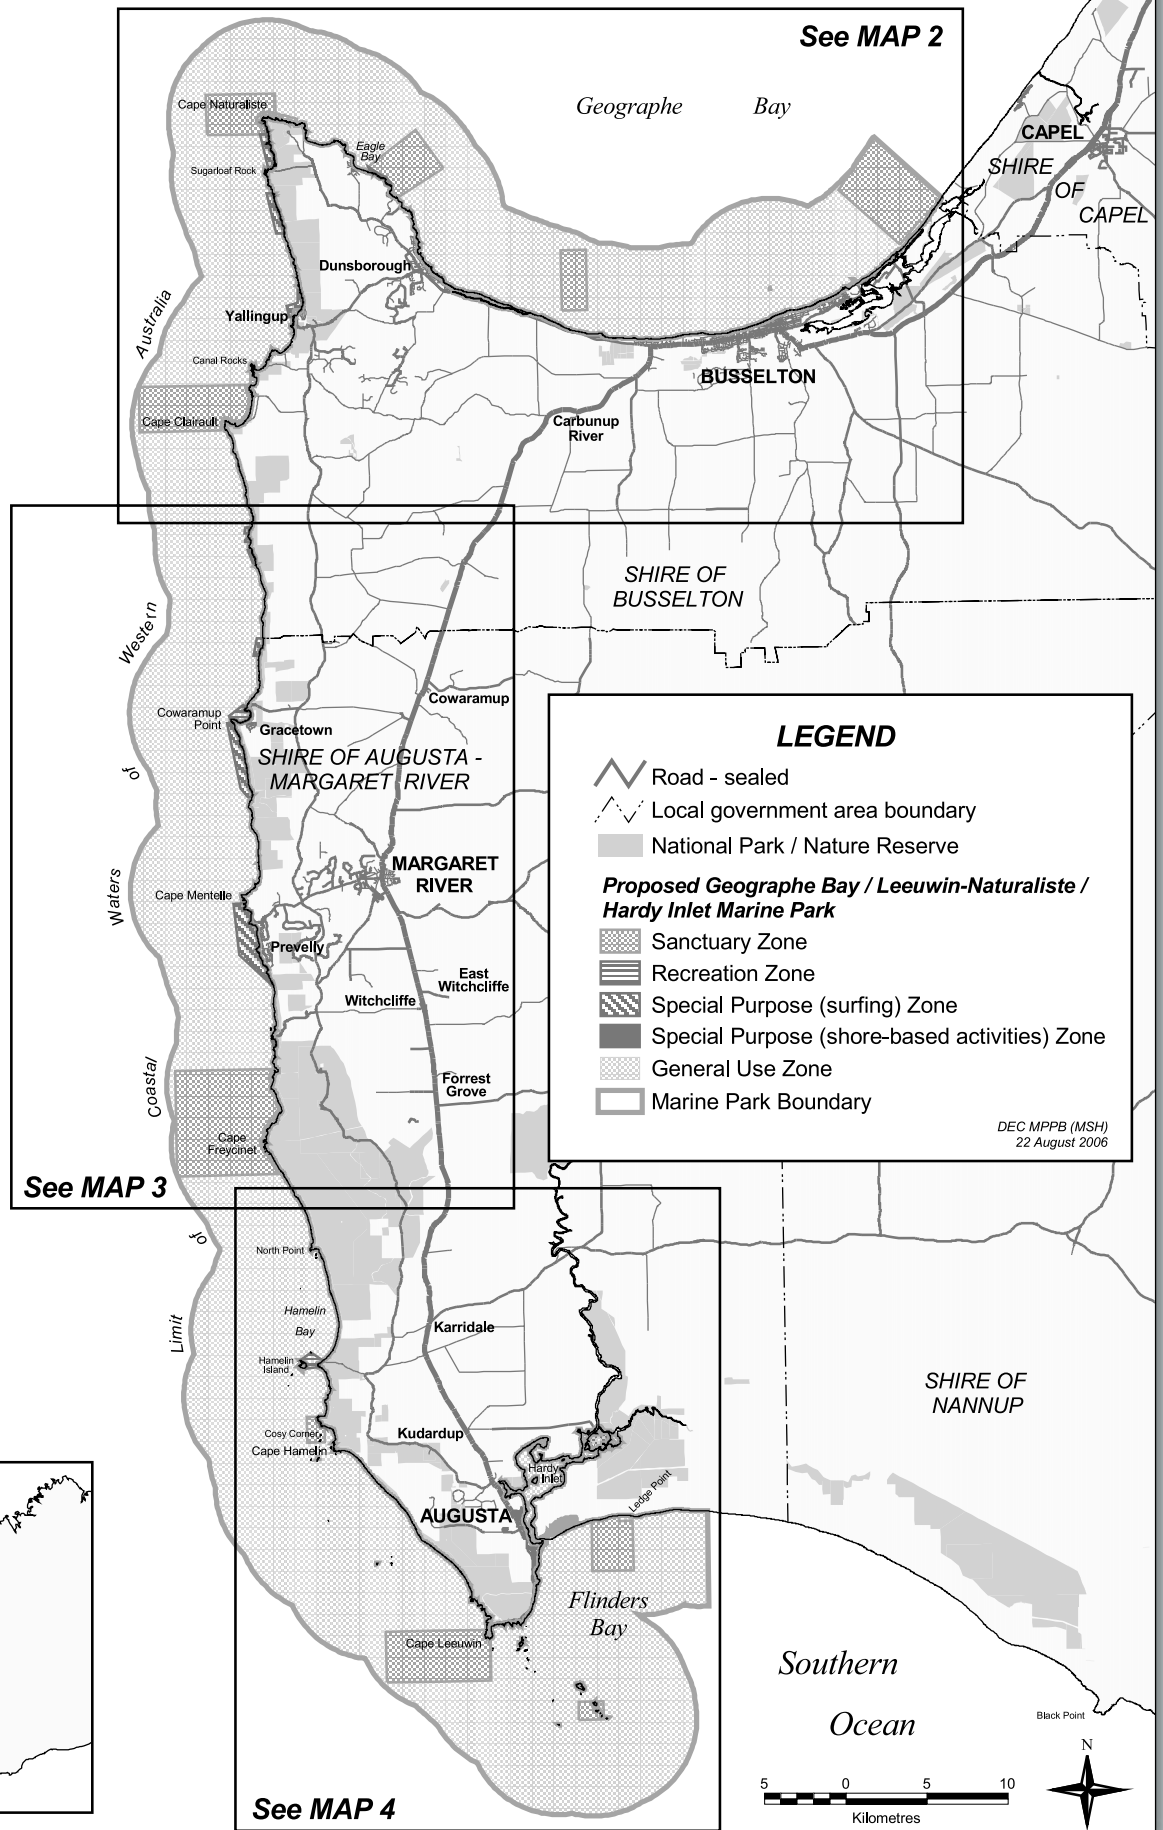 See MAP 2
Geographe Bay
Cape Naturaliste
Eagle
Bay
Sugarloaf Rock
CAPEL
SHIRE
OF
CAPEL
Dunsborough
Yallingup
Canal Rocks
Cape Clairault
BUSSELTON
Carbunup
River
SHIRE OF
BUSSELTON
Limit of Coastal Waters of Western Australia
Cowaramup
Cowaramup
Point
Gracetown
SHIRE OF AUGUSTA -
MARGARET RIVER
MARGARET
RIVER
Cape Mentelle
Prevelly
East
Witchcliffe
Witchcliffe
Forrest
Grove
Cape
Freycinet
See MAP 3
LEGEND
Road - sealed
Local government area boundary
National Park / Nature Reserve
Proposed Geographe Bay / Leeuwin-Naturaliste /
Hardy Inlet Marine Park
Sanctuary Zone
Recreation Zone
Special Purpose (surfing) Zone
Special Purpose (shore-based activities) Zone
General Use Zone
Marine Park Boundary
DEC MPPB (MSH)
22 August 2006
North Point
Hamelin
Bay
Hamelin
Island
Karridale
SHIRE OF
NANNUP
Cosy Corner
Cape Hamelin
Kudardup
Hardy
Inlet
Ledge Point
AUGUSTA
Flinders
Bay
Cape Leeuwin
Southern
Ocean
Black Point
N
5 0 5 10
Kilometres
See MAP 4